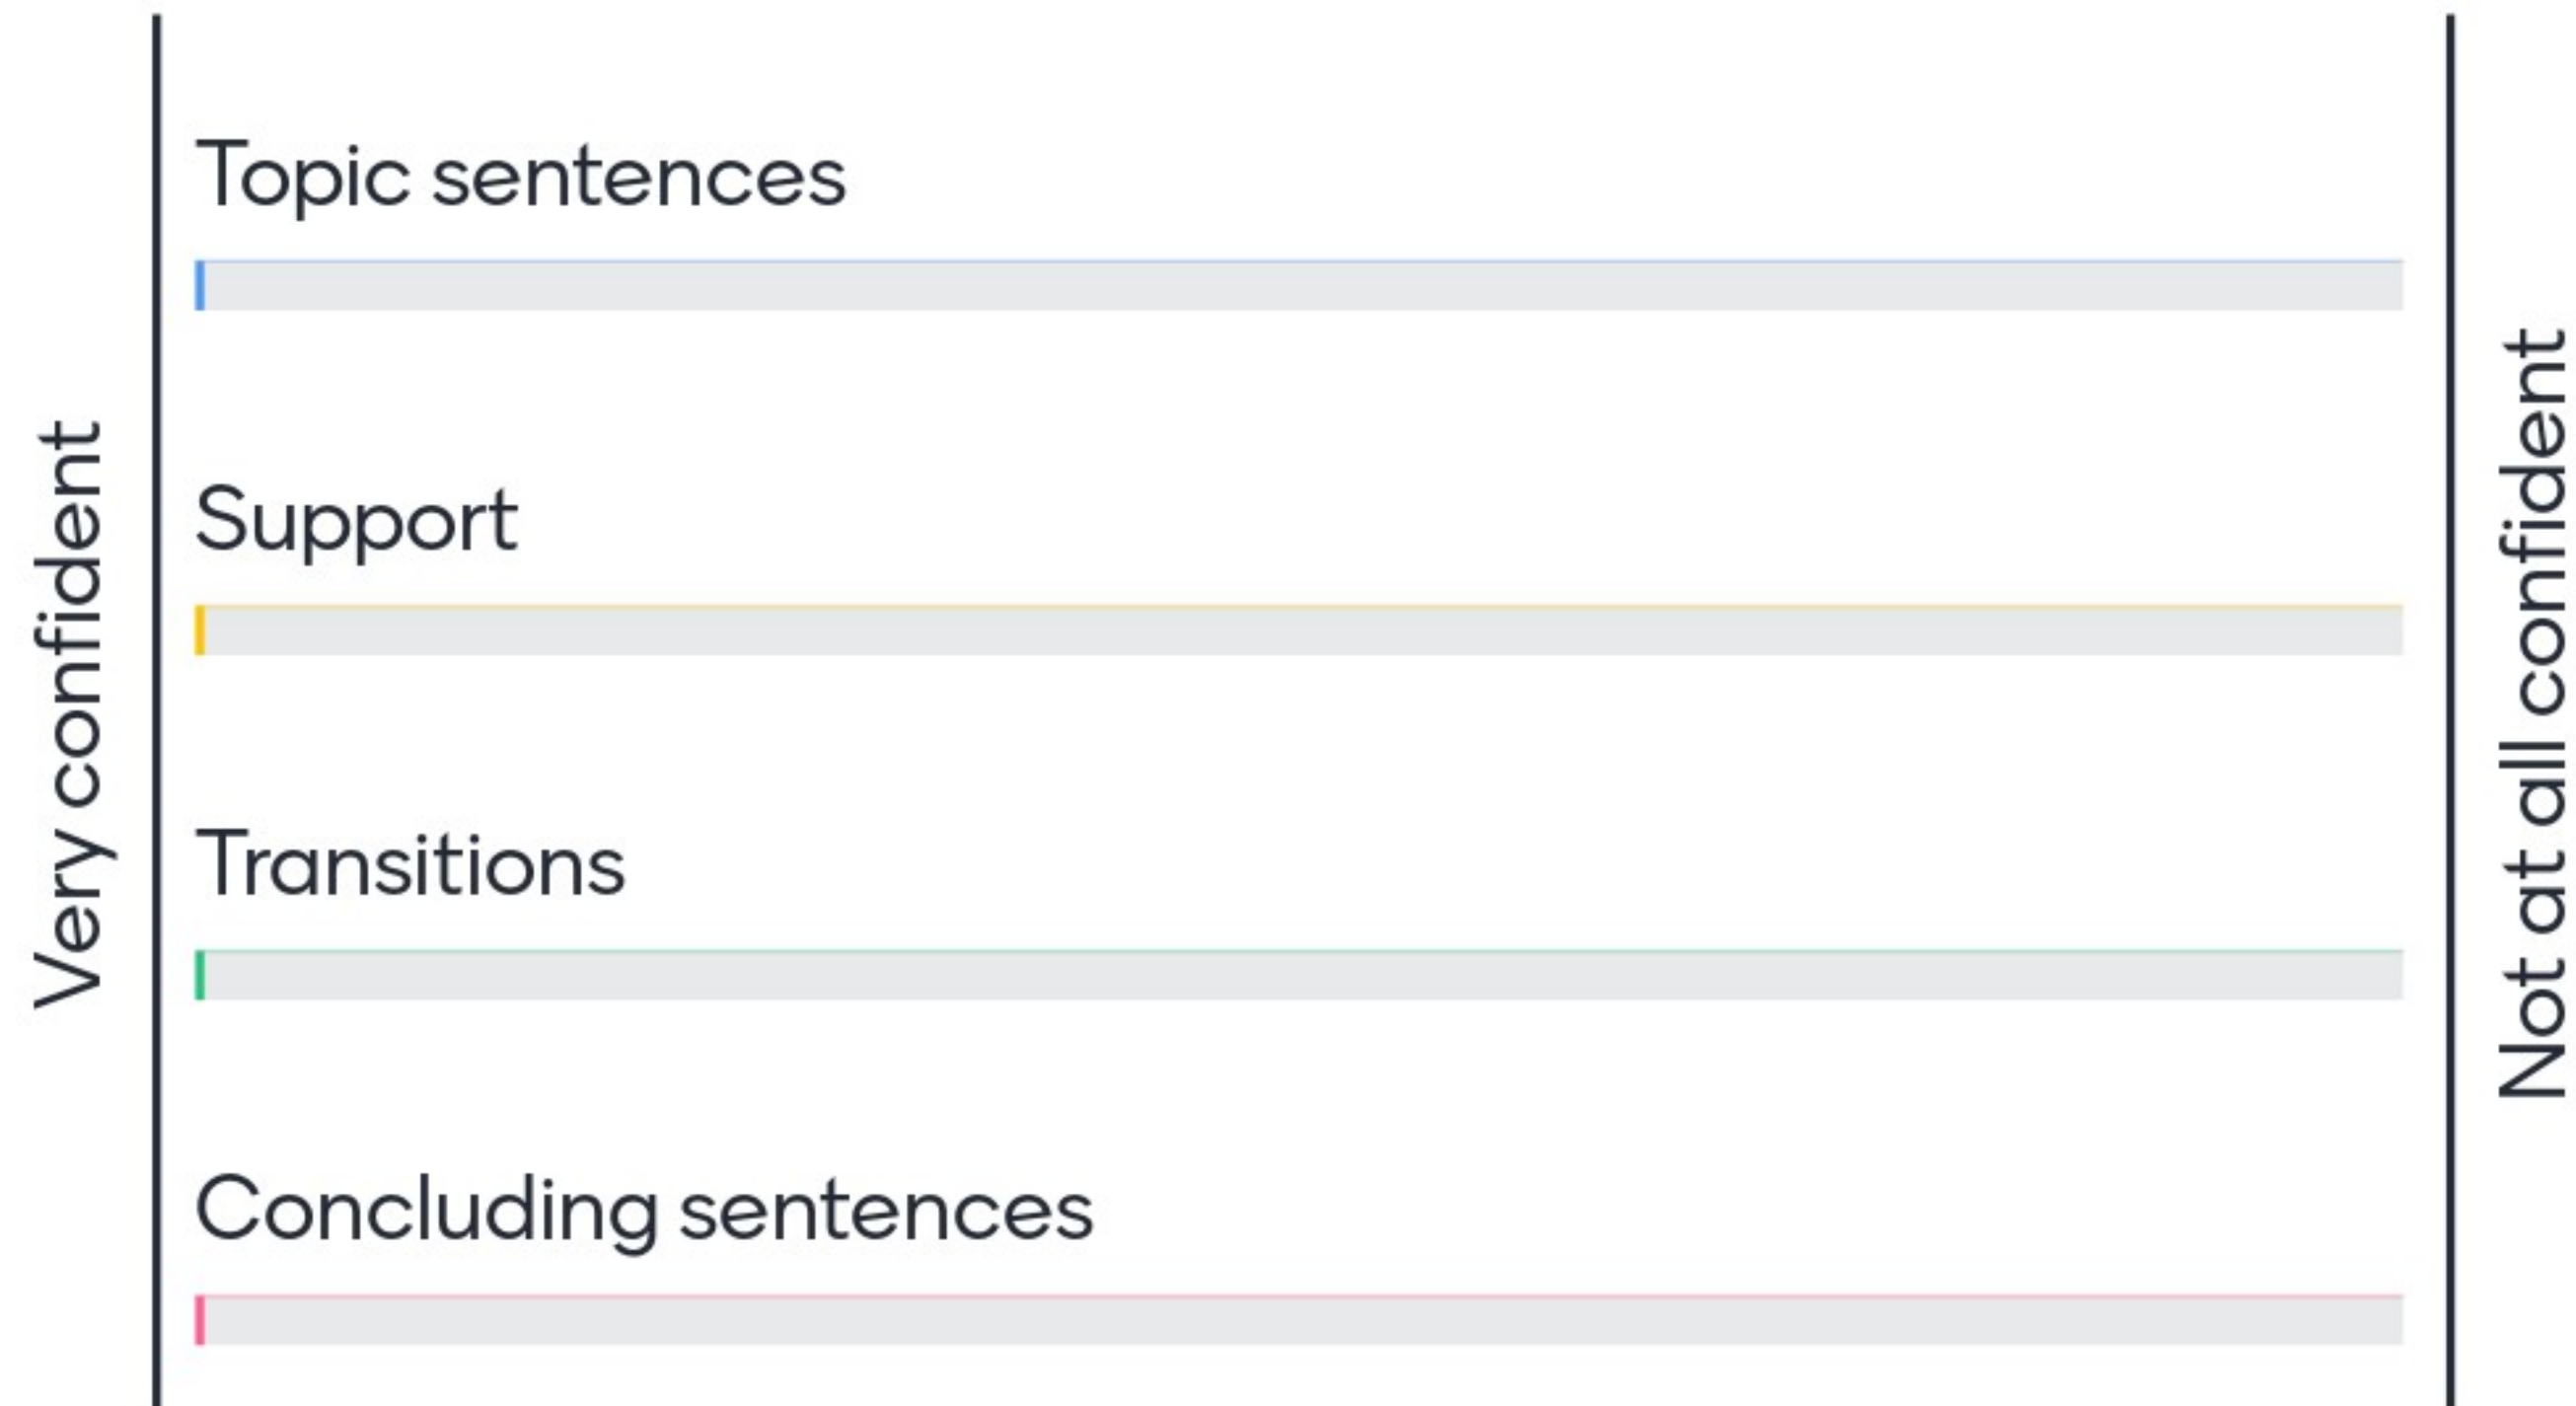 Very confident
Topic sentences
Support
Transitions
Concluding sentences
Not at all confident